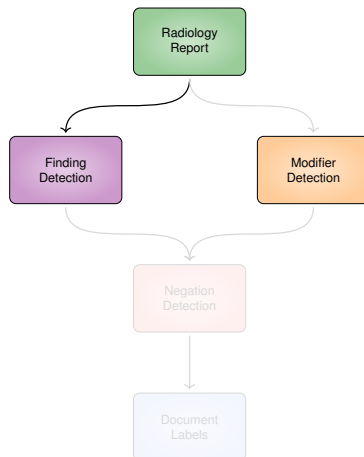 Radiology
Report
Finding
Detection
Modifier
Detection
Negation
Detection
Document
Labels